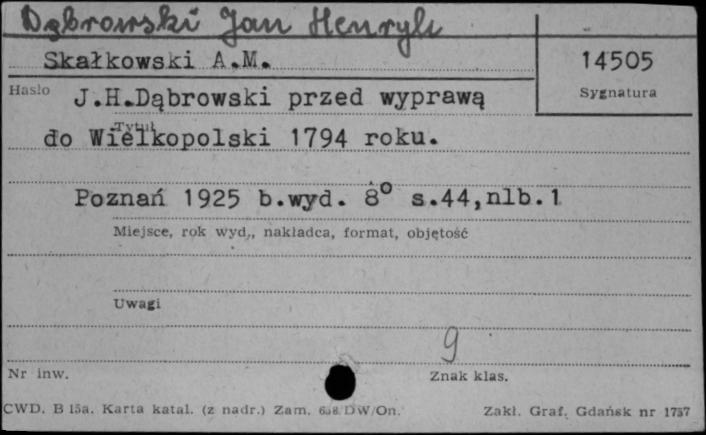 Dąbrowski Jan Henryk
Skałkowski A.M.
14505
Hasło
Sygnatura
J.H.Dąbrowski przed wyprawą
Tytuł
do Wielkopolski 1794 roku.
Poznań 1925 b.wyd. 8° s.44,nlb.1
Miejsce, rok wyd., nakładca, format, objętość
Uwagi
9
Nr inw.
Znak klas.
CWD. B 15a. Karta katal. (z nadr.) Zam. DW/On.
Zakł. Graf. Gdańsk nr 1757